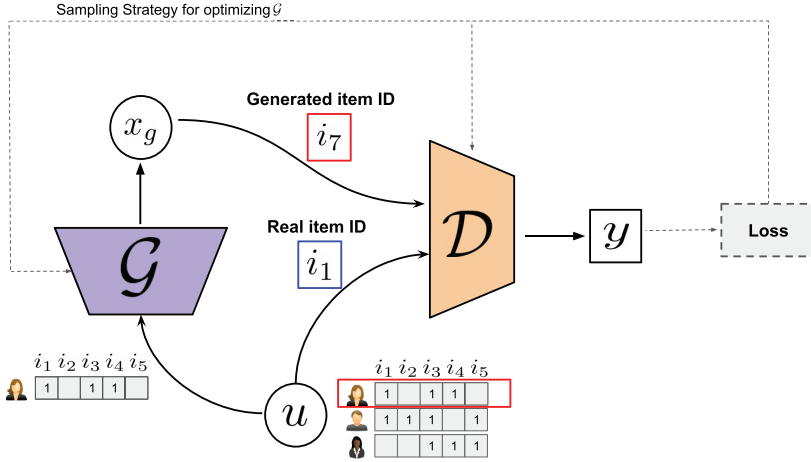 Sampling Strategy for optimizing 𝒢
Generated item ID
x_g
i_7
Real item ID
i_1
𝒢
𝒟
y
Loss
i_1 i_2 i_3 i_4 i_5
1 1 1
u
i_1 i_2 i_3 i_4 i_5
1 1 1
1 1 1 1
1 1 1